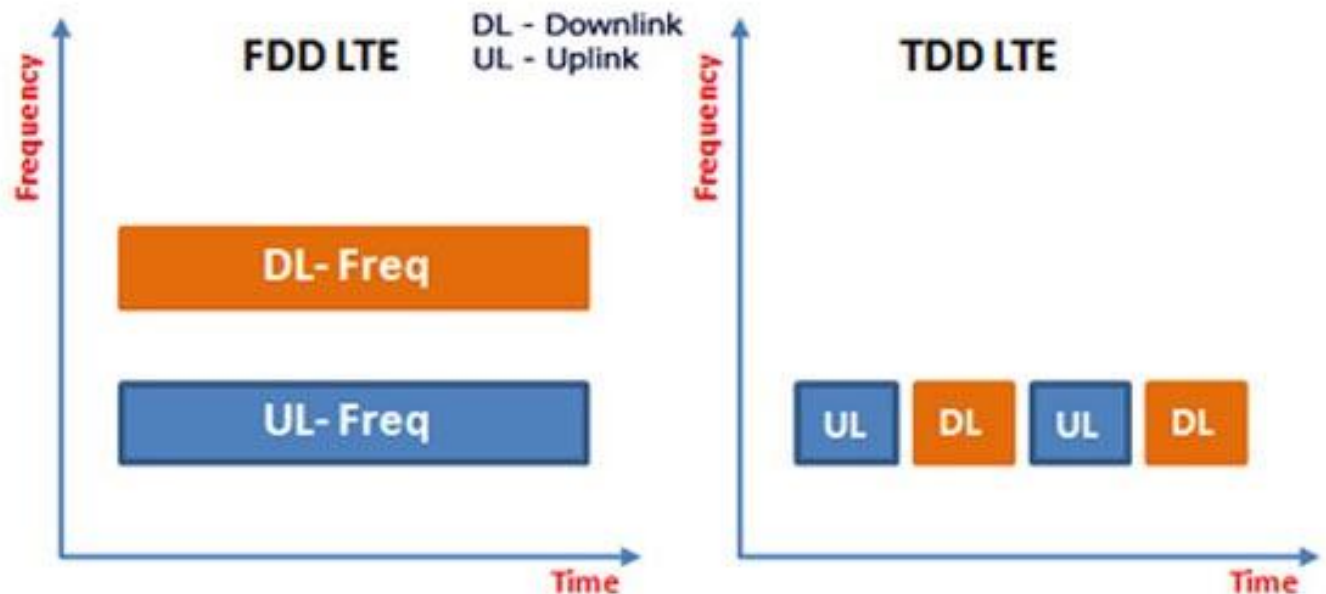 FDD LTE
DL - Downlink
UL - Uplink
Frequency
DL- Freq
UL- Freq
Time
TDD LTE
Frequency
UL DL UL DL
Time